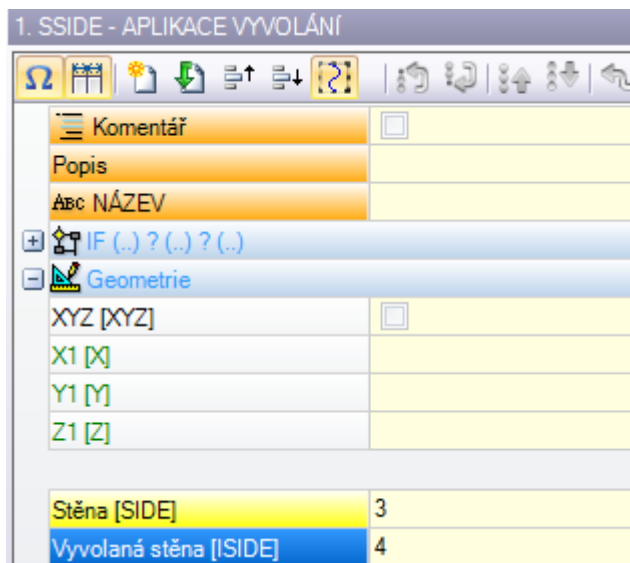 1. SSIDE - APLIKACE VYVOLÁNÍ
Komentář
Popis
ABC NÁZEV
IF (..) ? (..) ? (..)
Geometrie
XYZ [XYZ]
X1 [X]
Y1 [Y]
Z1 [Z]
Stěna [SIDE] 3
Vyvolaná stěna [ISIDE] 4